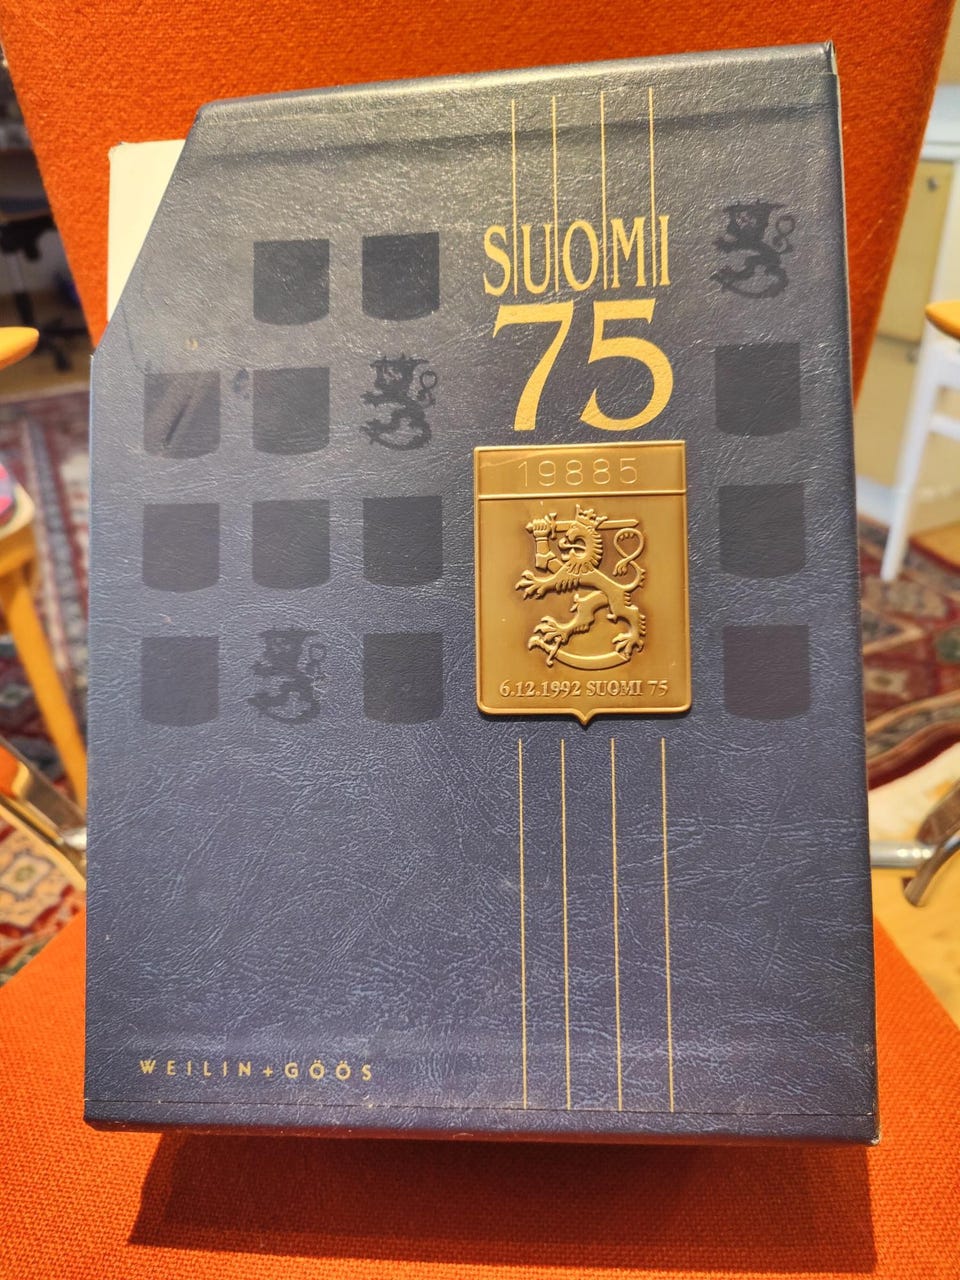 SUOMI
75
19885
6.12.1992 SUOMI 75
WEILIN+GÖÖS